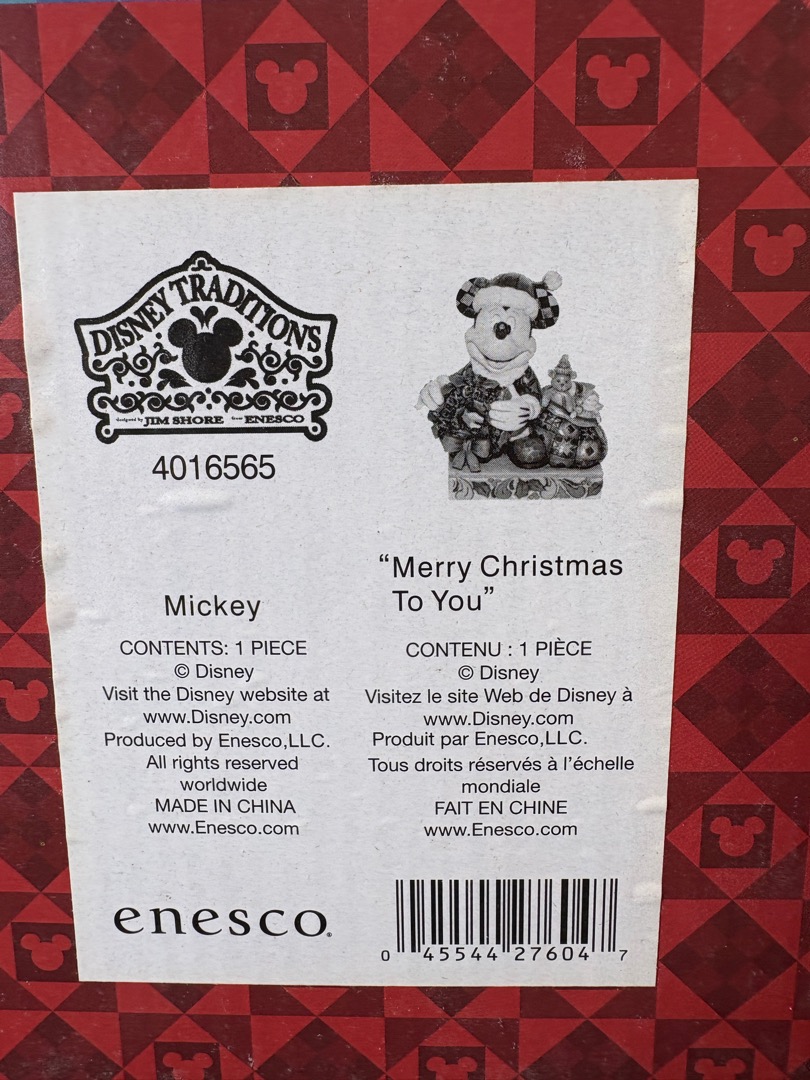 DISNEY TRADITIONS
designed by JIM SHORE from ENESCO
4016565
Mickey
"Merry Christmas
To You"
CONTENTS: 1 PIECE
© Disney
Visit the Disney website at
www.Disney.com
Produced by Enesco,LLC.
All rights reserved
worldwide
MADE IN CHINA
www.Enesco.com
CONTENU : 1 PIÈCE
© Disney
Visitez le site Web de Disney à
www.Disney.com
Produit par Enesco,LLC.
Tous droits réservés à l'échelle
mondiale
FAIT EN CHINE
www.Enesco.com
enesco®
0 45544 27604 7